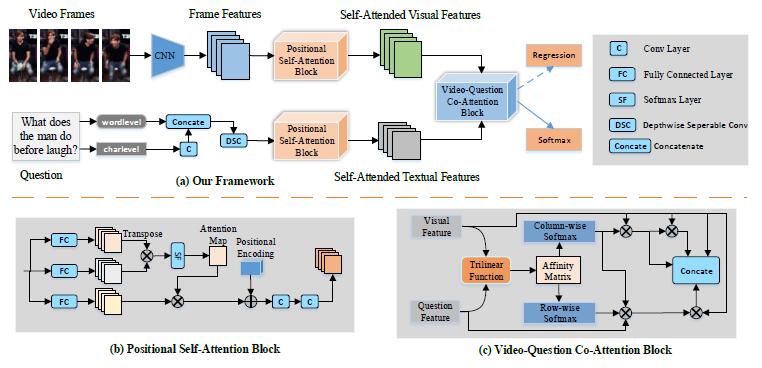 Video Frames
Frame Features
Self-Attended Visual Features
CNN
Positional
Self-Attention
Block
Video-Question
Co-Attention
Block
Regression
Softmax
What does
the man do
before laugh?
Question
wordlevel
charlevel
Concate
C
DSC
Positional
Self-Attention
Block
Self-Attended Textual Features
(a) Our Framework
C Conv Layer
FC Fully Connected Layer
SF Softmax Layer
DSC Depthwise Seperable Conv
Concate Concatenate
FC
FC
FC
Transpose
SF
Attention
Map
Positional
Encoding
C
C
(b) Positional Self-Attention Block
Visual
Feature
Question
Feature
Trilinear
Function
Column-wise
Softmax
Affinity
Matrix
Row-wise
Softmax
Concate
(c) Video-Question Co-Attention Block